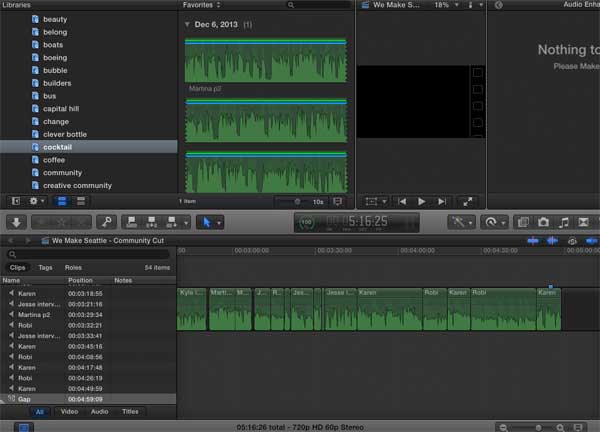 Libraries
Favorites
We Make S...
18%
Audio Enha
beauty
belong
boats
boeing
bubble
builders
bus
capital hill
change
clever bottle
cocktail
coffee
community
creative community
Dec 6, 2013 (1)
Martina p2
1 item
10s
Nothing to
Please Make
100
5:16:25
We Make Seattle - Community Cut
Clips Tags Roles 54 items
Name Position Notes
Karen 00:03:18:55
Jesse interv... 00:03:21:16
Martina p2 00:03:29:34
Robi 00:03:32:21
Jesse interv... 00:03:33:41
Karen 00:03:45:16
Robi 00:04:08:56
Karen 00:04:17:48
Robi 00:04:26:19
Karen 00:04:49:59
Gap 00:04:59:09
All Video Audio Titles
00 00:03:00:00 00:03:30:00 00:04:00:00 00:04:30:00 00:05:00:00
Kyle i... Marti... M... J... R... Jes... Jesse i... Karen Robi Karen Robi Karen
05:16:26 total - 720p HD 60p Stereo